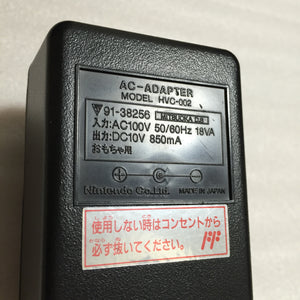 AC-ADAPTER
MODEL HVC-002
91-38256 MITSUOKA
入力:AC100V 50/60Hz 18VA
出力:DC10V 850mA
おもちゃ用
Nintendo Co.,Ltd. MADE IN JAPAN
使用しない時はコンセントから
必ず抜いてください。